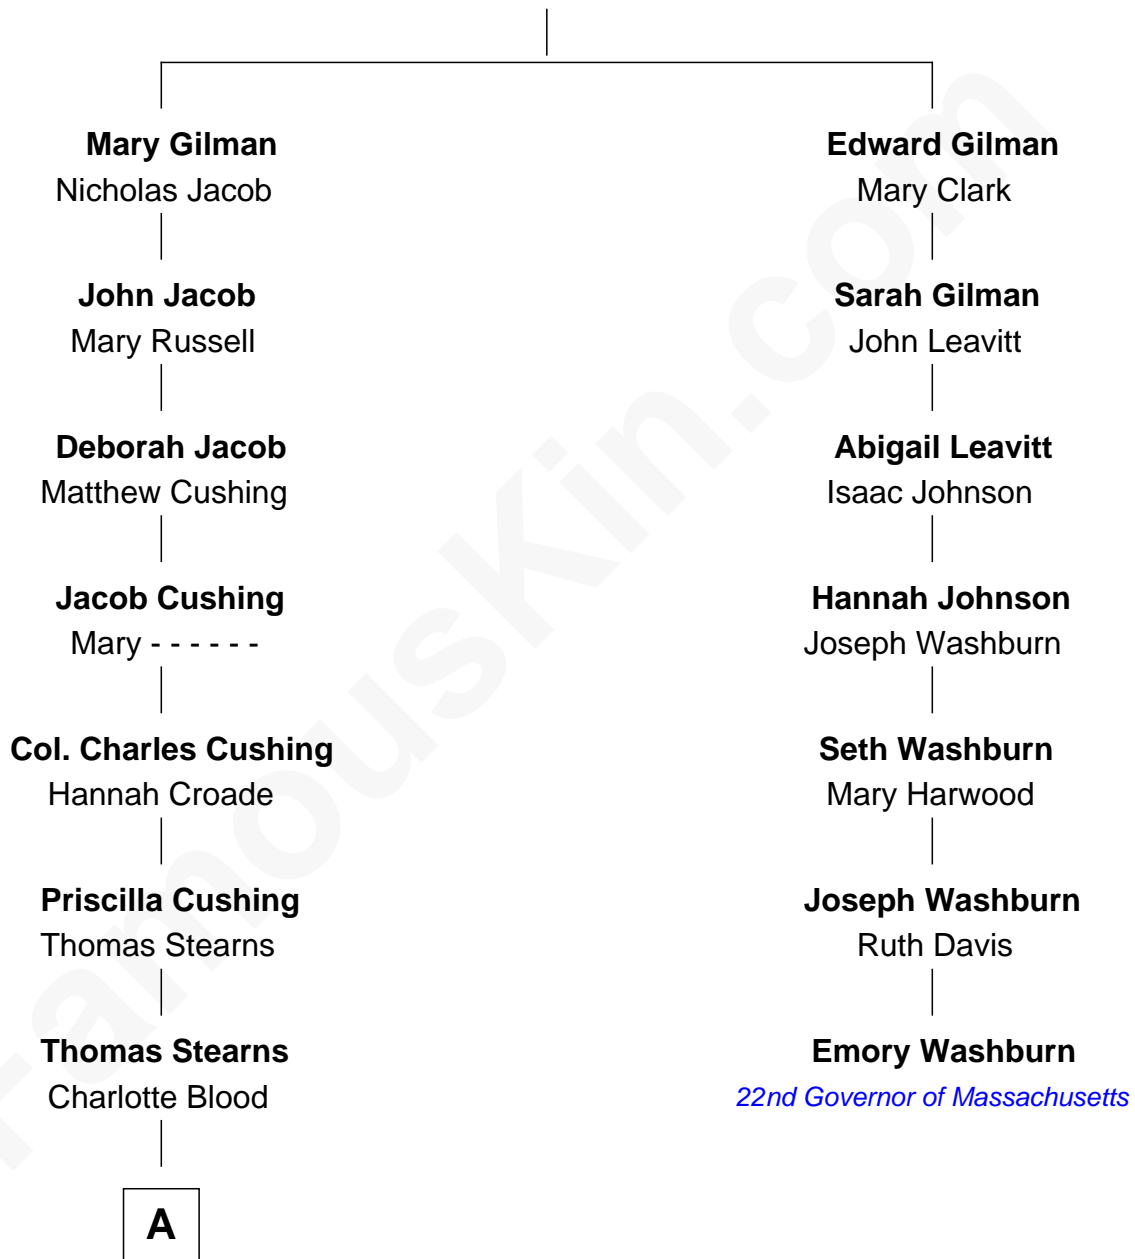 Mary Gilman
Nicholas Jacob
John Jacob
Mary Russell
Deborah Jacob
Matthew Cushing
Jacob Cushing
Mary - - - - - -
Col. Charles Cushing
Hannah Croade
Priscilla Cushing
Thomas Stearns
Thomas Stearns
Charlotte Blood
A
Edward Gilman
Mary Clark
Sarah Gilman
John Leavitt
Abigail Leavitt
Isaac Johnson
Hannah Johnson
Joseph Washburn
Seth Washburn
Mary Harwood
Joseph Washburn
Ruth Davis
Emory Washburn
22nd Governor of Massachusetts
FamousKin.com